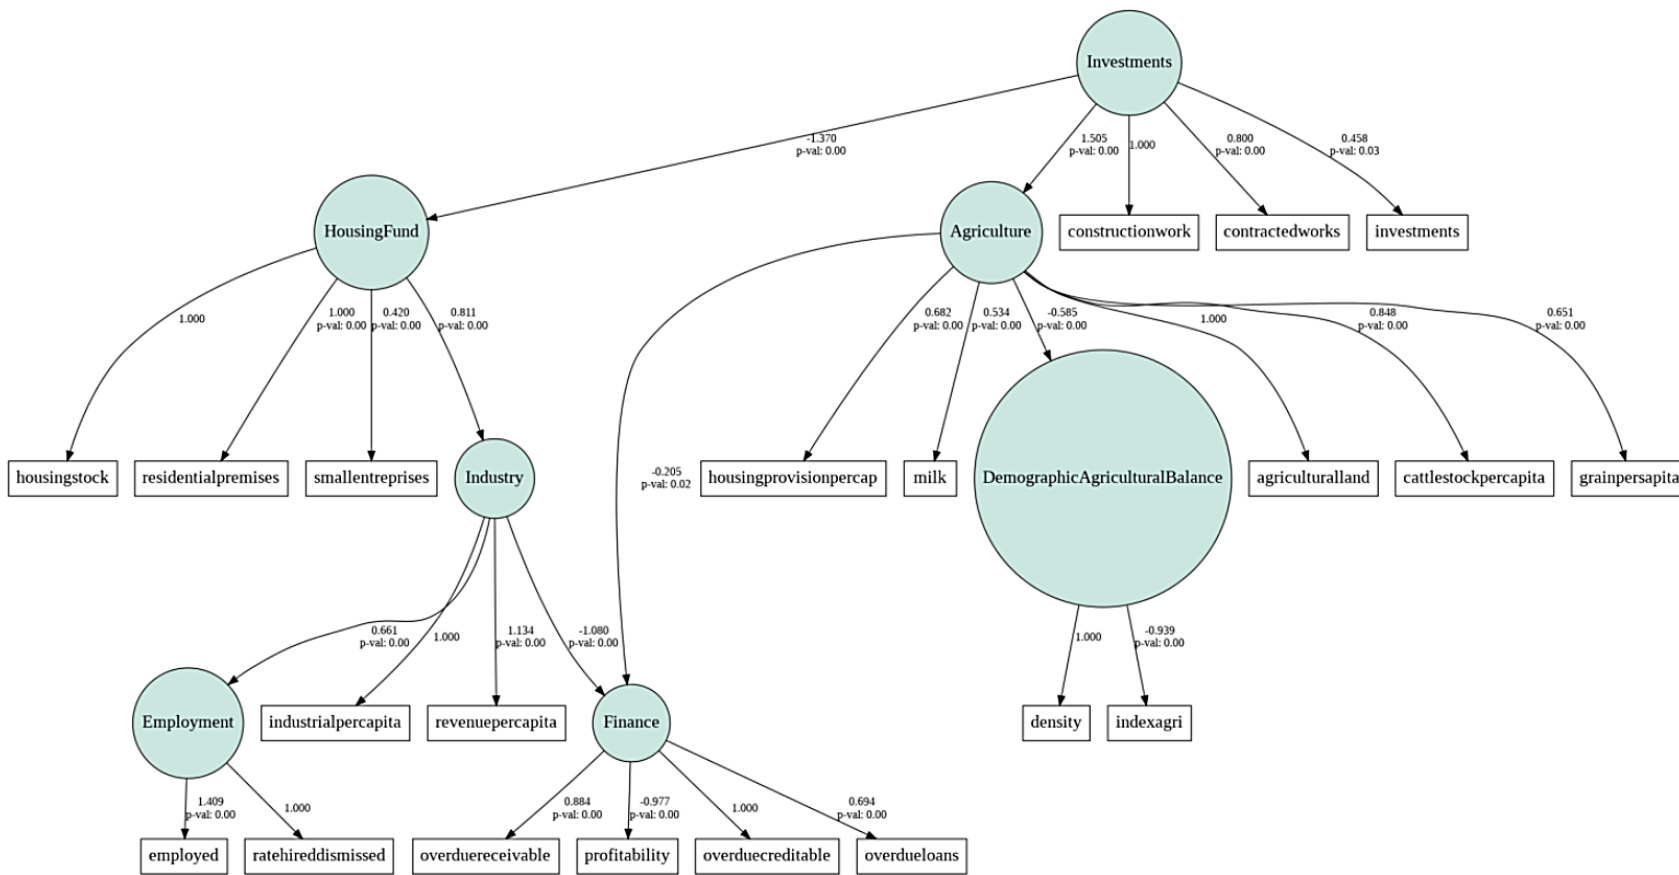 Investments
-1.370
p-val: 0.00
1.505
p-val: 0.00
1.000
0.800
p-val: 0.00
0.458
p-val: 0.03
HousingFund
Agriculture
constructionwork
contractedworks
investments
1.000
1.000
p-val: 0.00
0.420
p-val: 0.00
0.811
p-val: 0.00
0.682
p-val: 0.00
0.534
p-val: 0.00
-0.585
p-val: 0.00
1.000
0.848
p-val: 0.00
0.651
p-val: 0.00
housingstock
residentialpremises
smallentreprises
Industry
-0.205
p-val: 0.02
housingprovisionpercap
milk
DemographicAgriculturalBalance
agriculturalland
cattlestockpercapita
grainpersapita
0.661
p-val: 0.00
1.000
1.134
p-val: 0.00
-1.080
p-val: 0.00
1.000
-0.939
p-val: 0.00
Employment
industrialpercapita
revenuepercapita
Finance
density
indexagri
1.409
p-val: 0.00
1.000
0.884
p-val: 0.00
-0.977
p-val: 0.00
1.000
0.694
p-val: 0.00
employed
ratehireddismissed
overduereceivable
profitability
overduecreditable
overdueloans